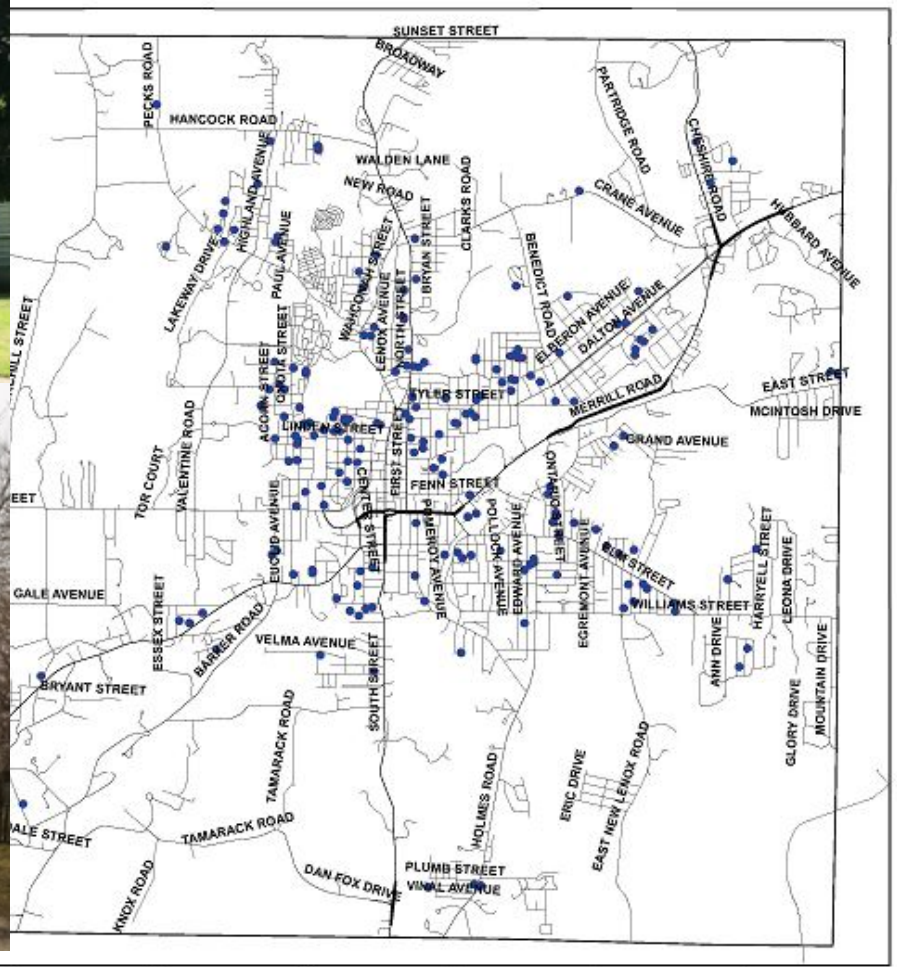 SUNSET STREET
BROADWAY
PECKS ROAD
HANCOCK ROAD
PARTRIDGE ROAD
CHESHIRE ROAD
WALDEN LANE
NEW ROAD
CLARKS ROAD
CRANE AVENUE
HUBBARD AVENUE
HIGHLAND AVENUE
LAKEWAY DRIVE
PAUL AVENUE
WAHCONAH STREET
BRYAN STREET
BENEDICT ROAD
LENOX AVENUE
NORTH STREET
ELBERON AVENUE
DALTON AVENUE
ONOTA STREET
ACORN STREET
TYLER STREET
MERRILL ROAD
EAST STREET
MCINTOSH DRIVE
LINDEN STREET
FIRST STREET
GRAND AVENUE
VALENTINE ROAD
TOR COURT
EET
FENN STREET
CENTER STREET
ONTARIO STREET
EUCLID AVENUE
POMEROY AVENUE
POLLOCK AVENUE
EDWARD AVENUE
EGREMONT AVENUE
ELM STREET
HARRYELL STREET
LEONA DRIVE
GALE AVENUE
ESSEX STREET
BARKER ROAD
WILLIAMS STREET
VELMA AVENUE
SOUTH STREET
ANN DRIVE
MOUNTAIN DRIVE
GLORY DRIVE
BRYANT STREET
TAMARACK ROAD
HOLMES ROAD
ERIC DRIVE
EAST NEW LENOX ROAD
DALE STREET
TAMARACK ROAD
KNOX ROAD
DAN FOX DRIVE
PLUMB STREET
VINAL AVENUE